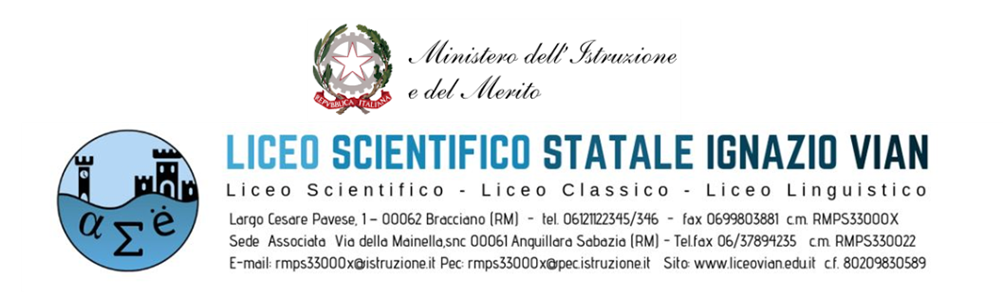 Ministero dell'Istruzione
e del Merito
REPVBBLICA ITALIANA
LICEO SCIENTIFICO STATALE IGNAZIO VIAN
Liceo Scientifico - Liceo Classico - Liceo Linguistico
α Σ ë
Largo Cesare Pavese, 1 – 00062 Bracciano (RM) - tel. 06121122345/346 - fax 0699803881 c.m. RMPS33000X
Sede Associata Via della Mainella,snc 00061 Anguillara Sabazia (RM) - Tel.fax 06/37894235 c.m. RMPS330022
E-mail: rmps33000x@istruzione.it Pec: rmps33000x@pec.istruzione.it Sito: www.liceovian.edu.it c.f. 80209830589